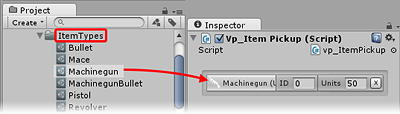 Project
Create
ItemTypes
Bullet
Mace
Machinegun
MachinegunBullet
Pistol
Revolver
Inspector
Vp_Item Pickup (Script)
Script vp_ItemPickup
Machinegun (U ID 0 Units 50 X